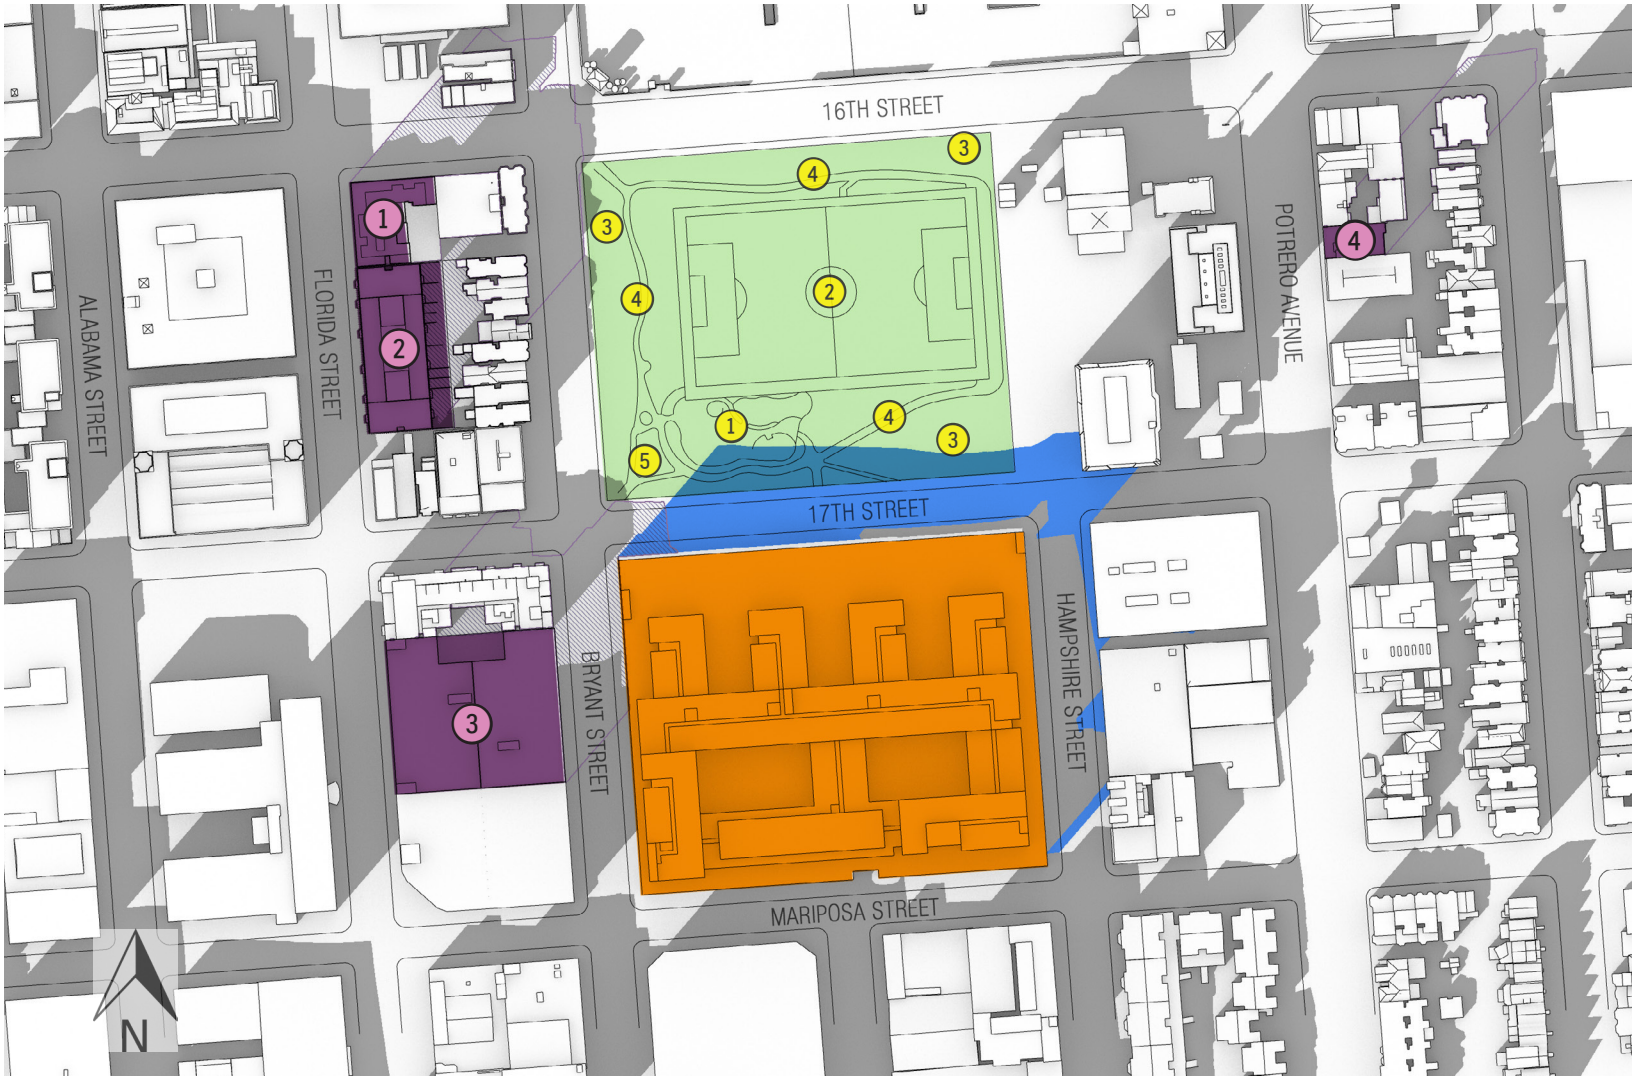 16TH STREET
3
4
1
3
POTRERO AVENUE
4
FLORIDA STREET
ALABAMA STREET
4
2
2
4
1
3
5
17TH STREET
HAMPSHIRE STREET
BRYANT STREET
3
MARIPOSA STREET
N